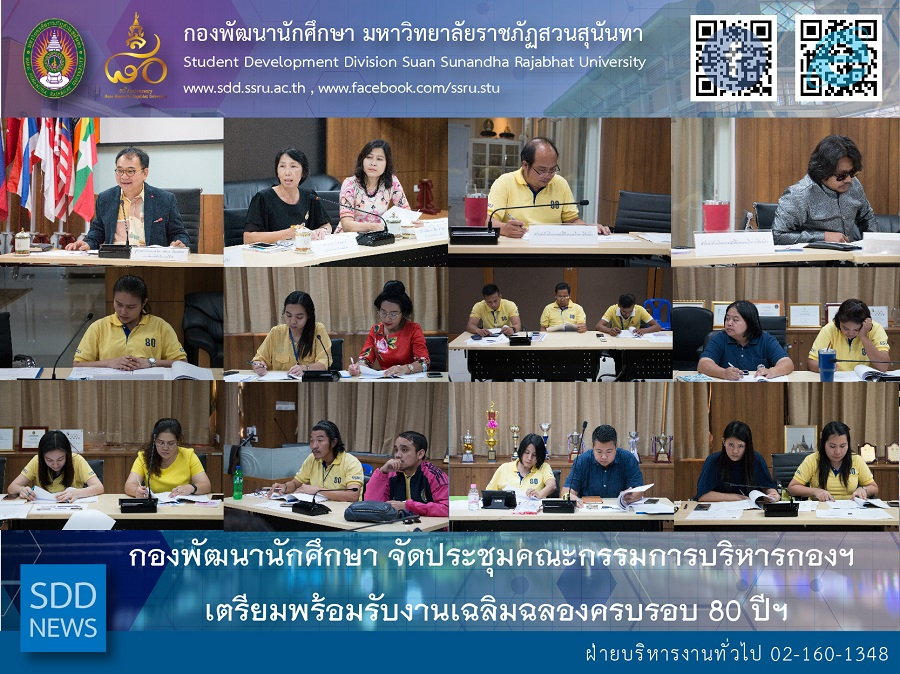 กองพัฒนานักศึกษา มหาวิทยาลัยราชภัฏสวนสุนันทา
Student Development Division Suan Sunandha Rajabhat University
www.sdd.ssru.ac.th , www.facebook.com/ssru.stu
80
80
80
กองพัฒนานักศึกษา จัดประชุมคณะกรรมการบริหารกองฯ
เตรียมพร้อมรับงานเฉลิมฉลองครบรอบ 80 ปีฯ
SDD
NEWS
ฝ่ายบริหารงานทั่วไป 02-160-1348